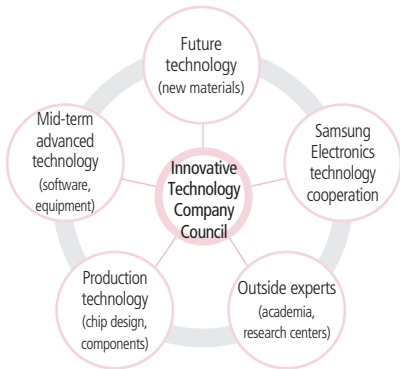 Future
technology
(new materials)
Mid-term
advanced
technology
(software,
equipment)
Samsung
Electronics
technology
cooperation
Innovative
Technology
Company
Council
Production
technology
(chip design,
components)
Outside experts
(academia,
research centers)